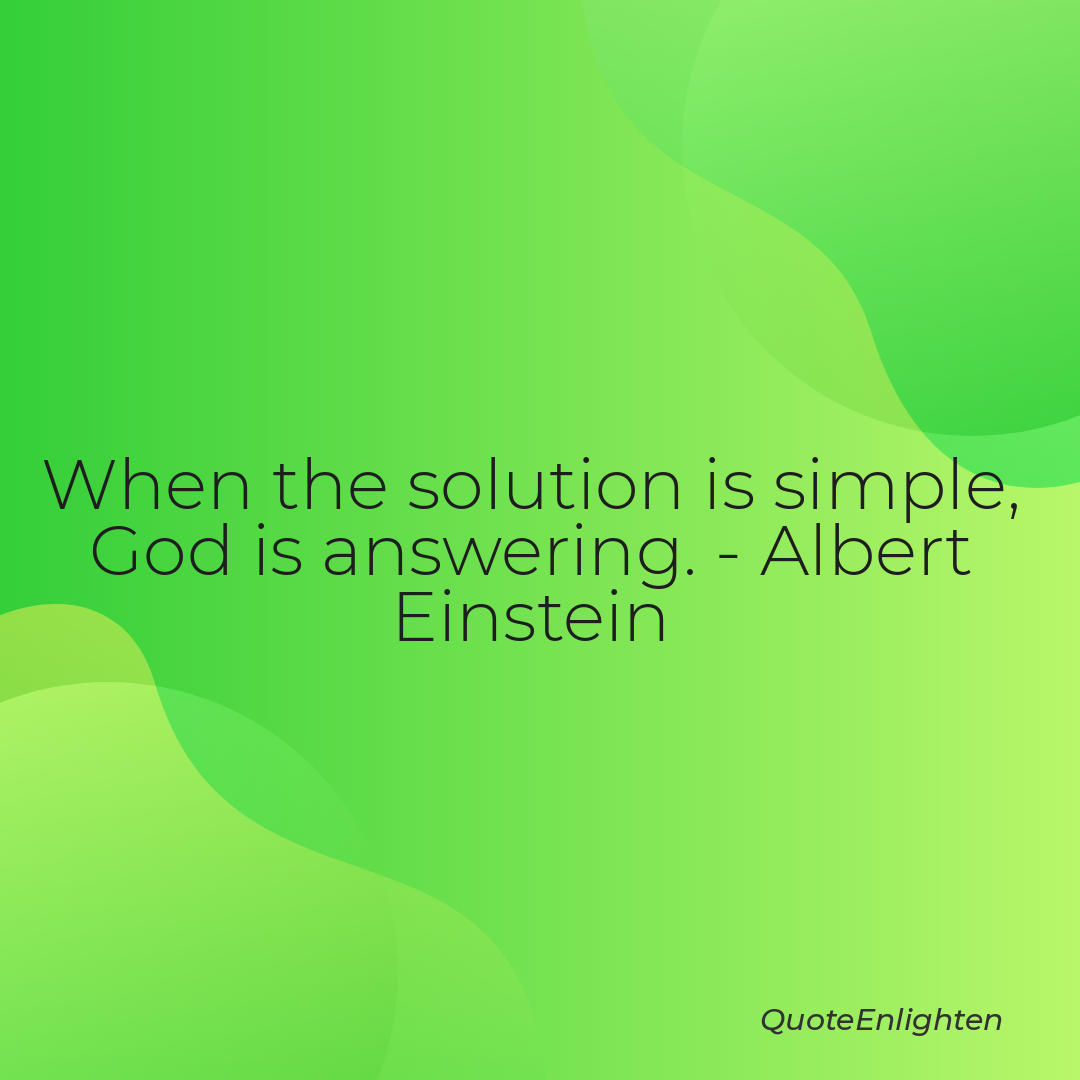 When the solution is simple,
God is answering. - Albert
Einstein
QuoteEnlighten